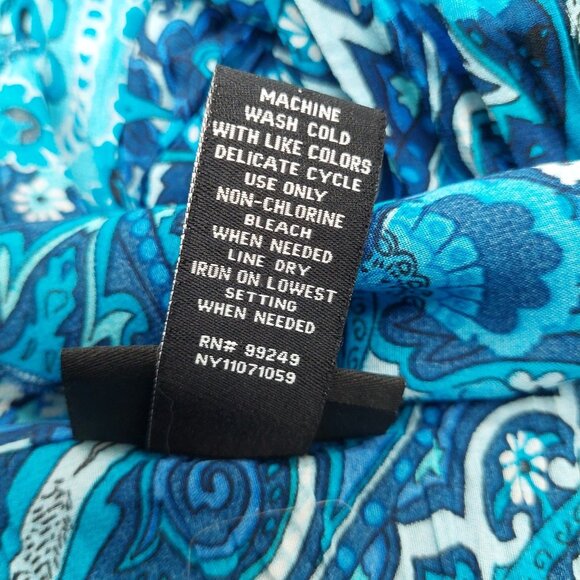 MACHINE
WASH COLD
WITH LIKE COLORS
DELICATE CYCLE
USE ONLY
NON-CHLORINE
BLEACH
WHEN NEEDED
LINE DRY
IRON ON LOWEST
SETTING
WHEN NEEDED
RN# 99249
NY11071059